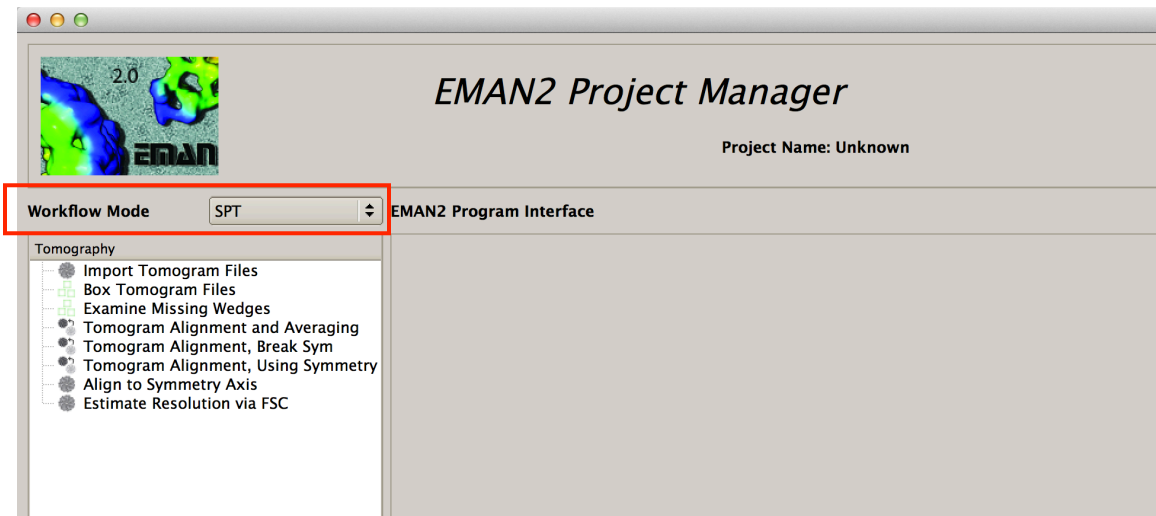 2.0
EMAN
EMAN2 Project Manager
Project Name: Unknown
Workflow Mode SPT
EMAN2 Program Interface
Tomography
Import Tomogram Files
Box Tomogram Files
Examine Missing Wedges
Tomogram Alignment and Averaging
Tomogram Alignment, Break Sym
Tomogram Alignment, Using Symmetry
Align to Symmetry Axis
Estimate Resolution via FSC